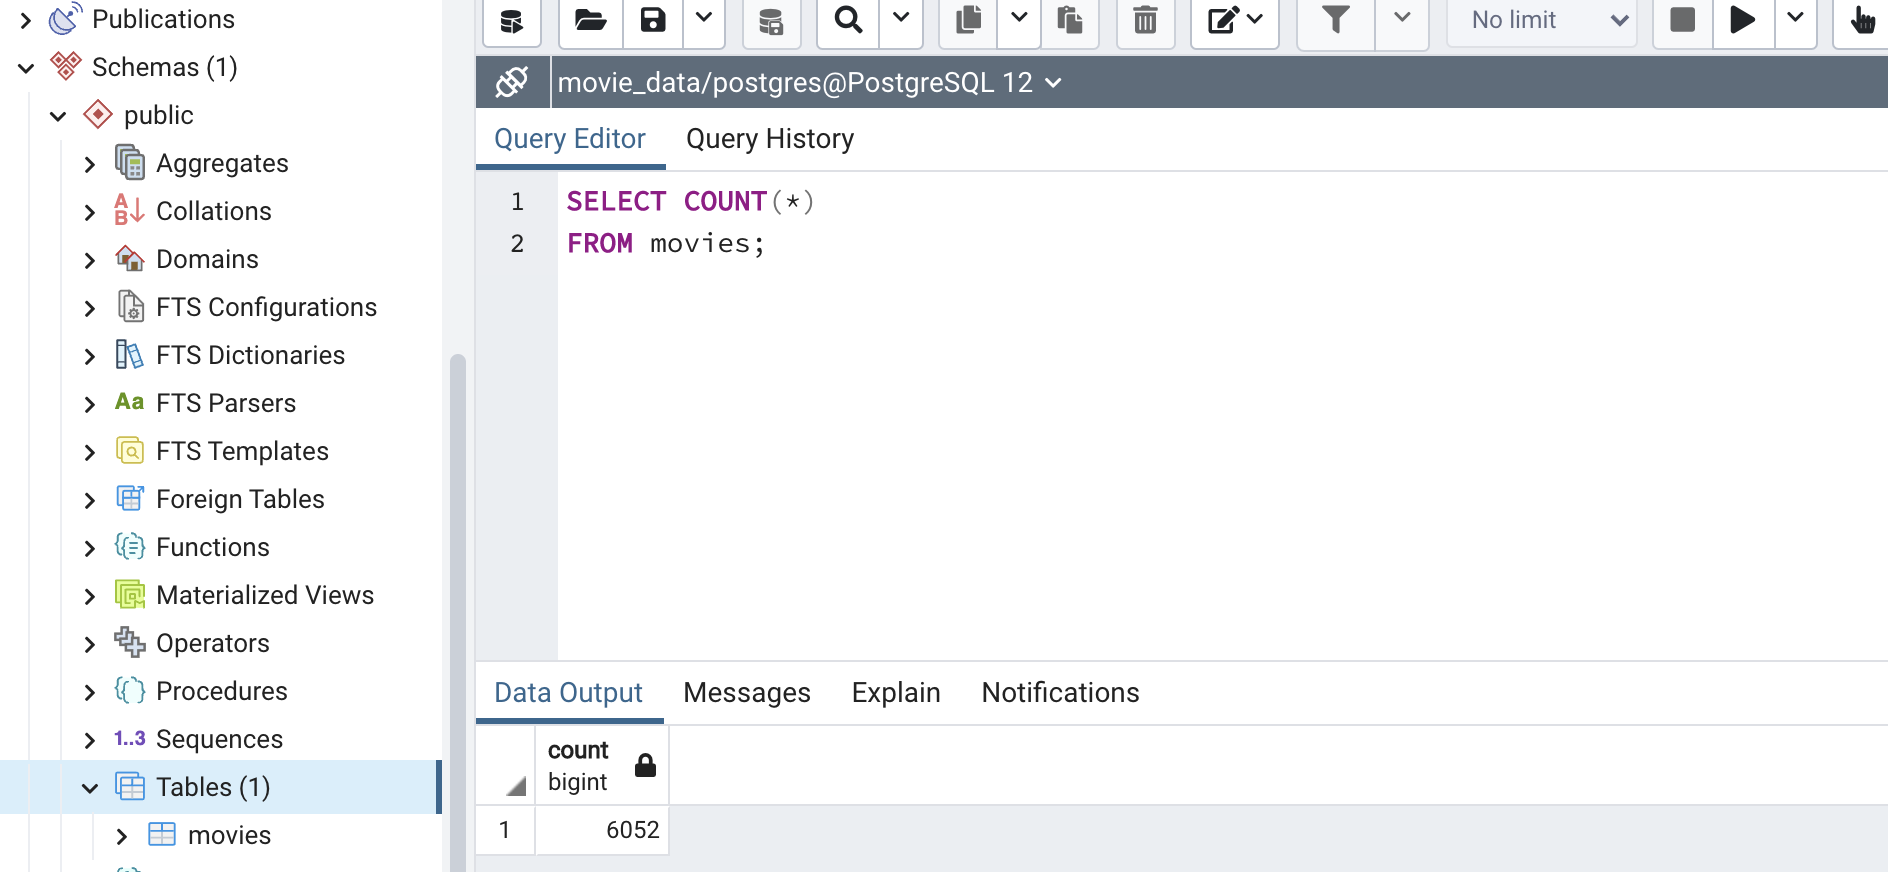 Publications
Schemas (1)
public
Aggregates
Collations
Domains
FTS Configurations
FTS Dictionaries
Aa FTS Parsers
FTS Templates
Foreign Tables
Functions
Materialized Views
Operators
Procedures
1..3 Sequences
Tables (1)
movies
No limit
movie_data/postgres@PostgreSQL 12
Query Editor Query History
1 SELECT COUNT(*)
2 FROM movies;
Data Output Messages Explain Notifications
count
bigint
1 6052